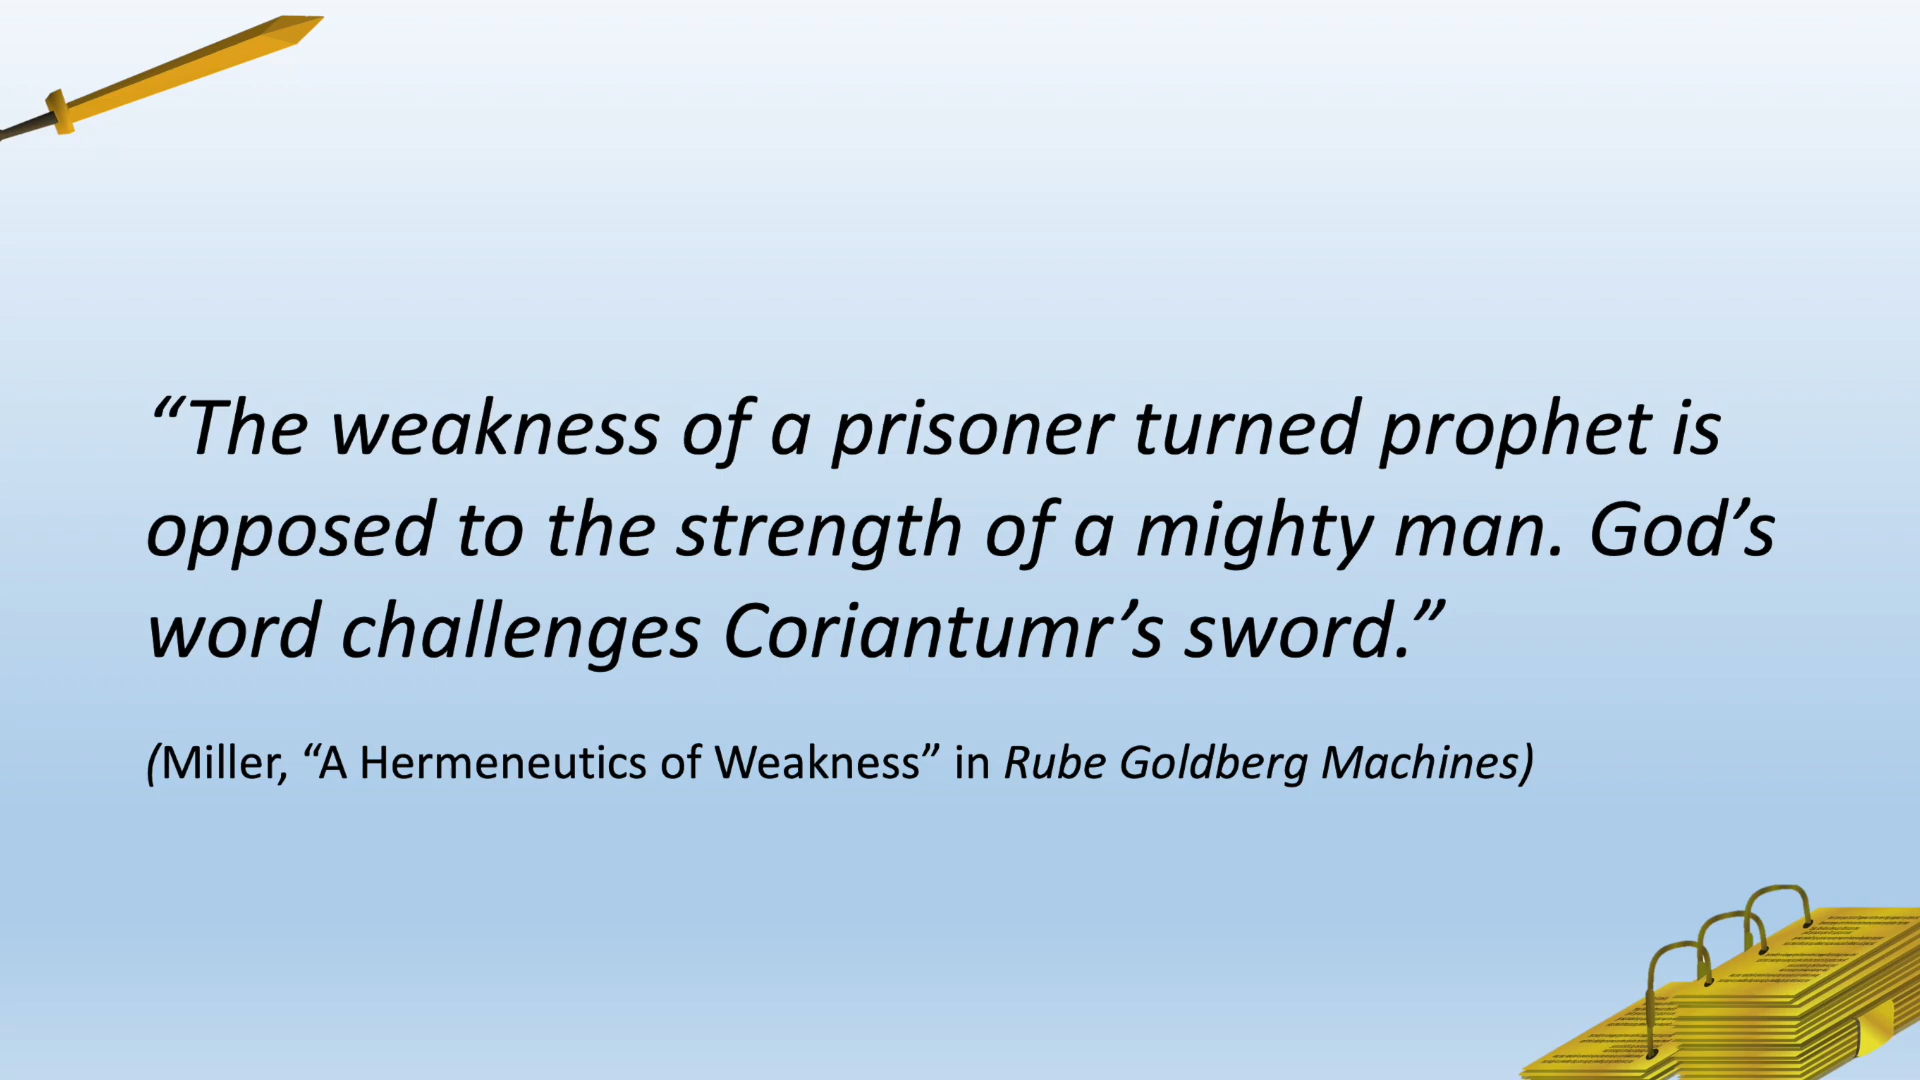 “The weakness of a prisoner turned prophet is
opposed to the strength of a mighty man. God’s
word challenges Coriantumr’s sword.”
(Miller, “A Hermeneutics of Weakness” in Rube Goldberg Machines)